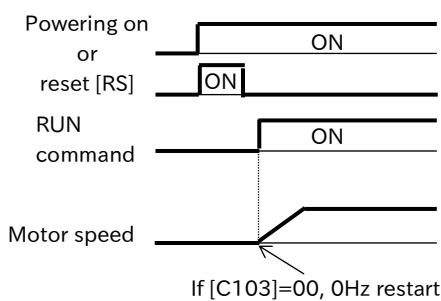 Powering on
ON
or
reset [RS]
ON
RUN
ON
command
Motor speed
If [C103]=00, 0Hz restart